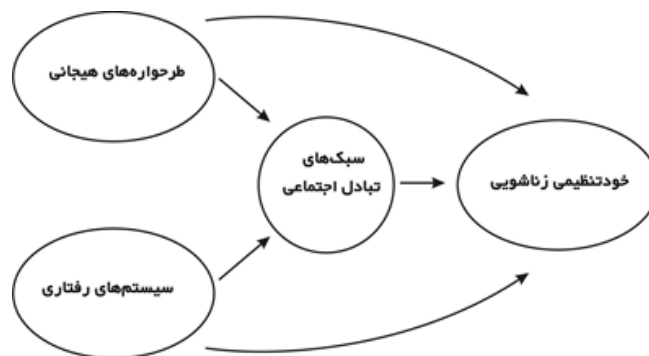 طرحواره‌های هیجانی
سبک‌های
تبادل اجتماعی
خودتنظیمی زناشویی
سیستم‌های رفتاری